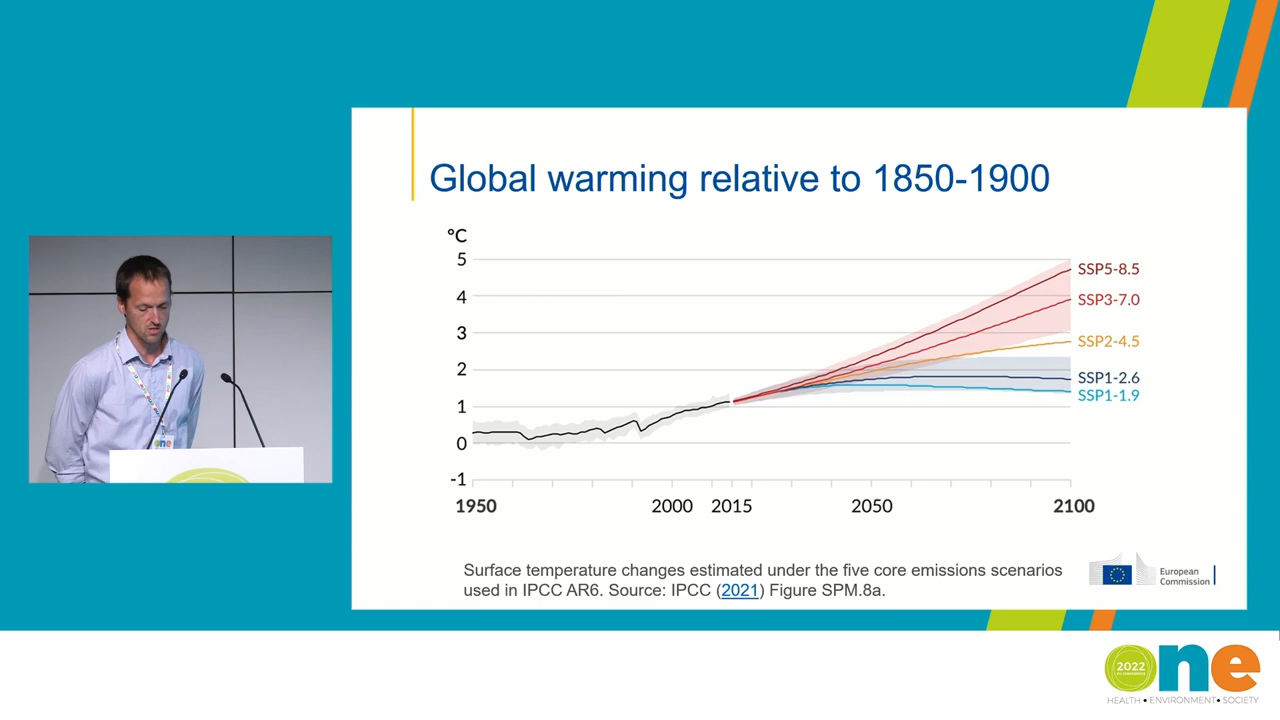 Global warming relative to 1850-1900
°C
5
4
3
2
1
0
-1
1950
2000
2015
2050
2100
SSP5-8.5
SSP3-7.0
SSP2-4.5
SSP1-2.6
SSP1-1.9
Surface temperature changes estimated under the five core emissions scenarios
used in IPCC AR6. Source: IPCC (2021) Figure SPM.8a.
European
Commission
one
one
2022
HEALTH • ENVIRONMENT • SOCIETY